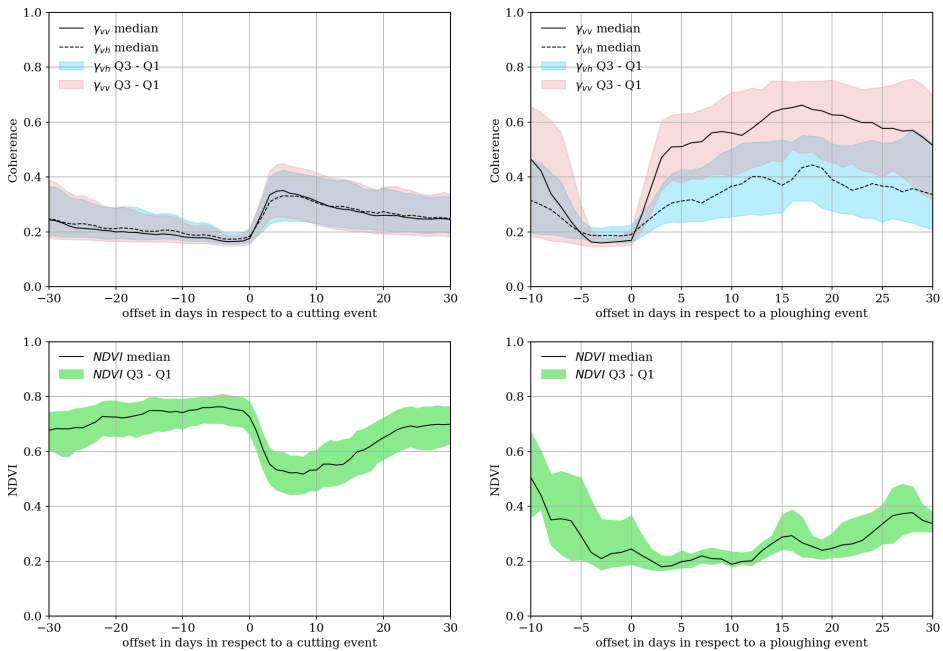 1.0
0.8
0.6
0.4
0.2
0.0
Coherence
γvv median
γvh median
γvh Q3 - Q1
γvv Q3 - Q1
−30 −20 −10 0 10 20 30
offset in days in respect to a cutting event
1.0
0.8
0.6
0.4
0.2
0.0
Coherence
γvv median
γvh median
γvh Q3 - Q1
γvv Q3 - Q1
−10 −5 0 5 10 15 20 25 30
offset in days in respect to a ploughing event
1.0
0.8
0.6
0.4
0.2
0.0
NDVI
NDVI median
NDVI Q3 - Q1
−30 −20 −10 0 10 20 30
offset in days in respect to a cutting event
1.0
0.8
0.6
0.4
0.2
0.0
NDVI
NDVI median
NDVI Q3 - Q1
−10 −5 0 5 10 15 20 25 30
offset in days in respect to a ploughing event